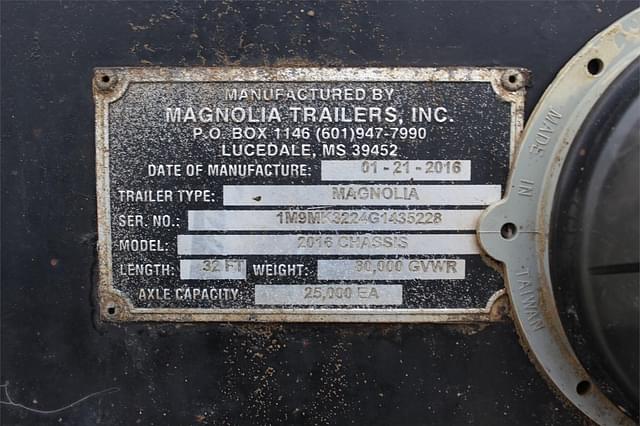 MANUFACTURED BY
MAGNOLIA TRAILERS, INC.
P.O. BOX 1146 (601)947-7990
LUCEDALE, MS 39452
DATE OF MANUFACTURE: 01-21-2016
TRAILER TYPE: MAGNOLIA
SER. NO.: 1M9MK3224G1435228
MODEL: 2016 CHASSIS
LENGTH: 32 FT WEIGHT: 80,000 GVWR
AXLE CAPACITY 25,000 EA
MADE IN TAIWAN